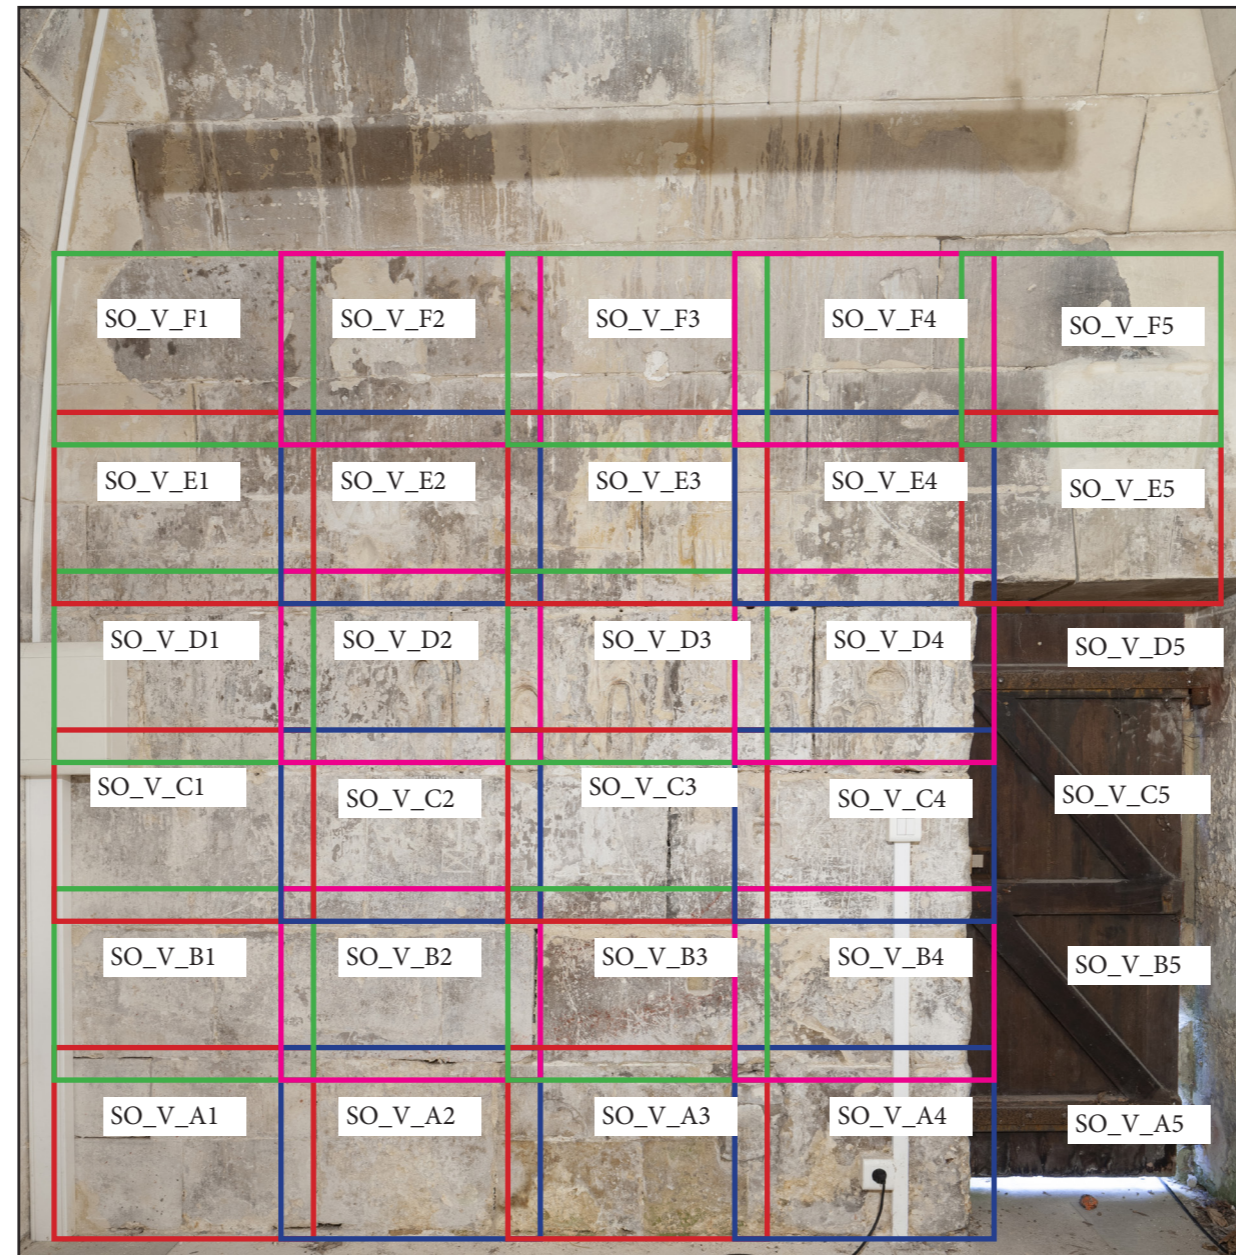 SO_V_F1 SO_V_F2 SO_V_F3 SO_V_F4 SO_V_F5
SO_V_E1 SO_V_E2 SO_V_E3 SO_V_E4 SO_V_E5
SO_V_D1 SO_V_D2 SO_V_D3 SO_V_D4 SO_V_D5
SO_V_C1 SO_V_C2 SO_V_C3 SO_V_C4 SO_V_C5
SO_V_B1 SO_V_B2 SO_V_B3 SO_V_B4 SO_V_B5
SO_V_A1 SO_V_A2 SO_V_A3 SO_V_A4 SO_V_A5